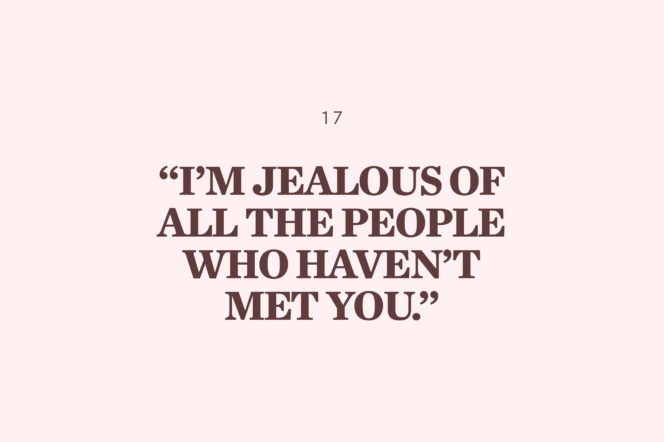 17
“I’M JEALOUS OF
ALL THE PEOPLE
WHO HAVEN’T
MET YOU.”